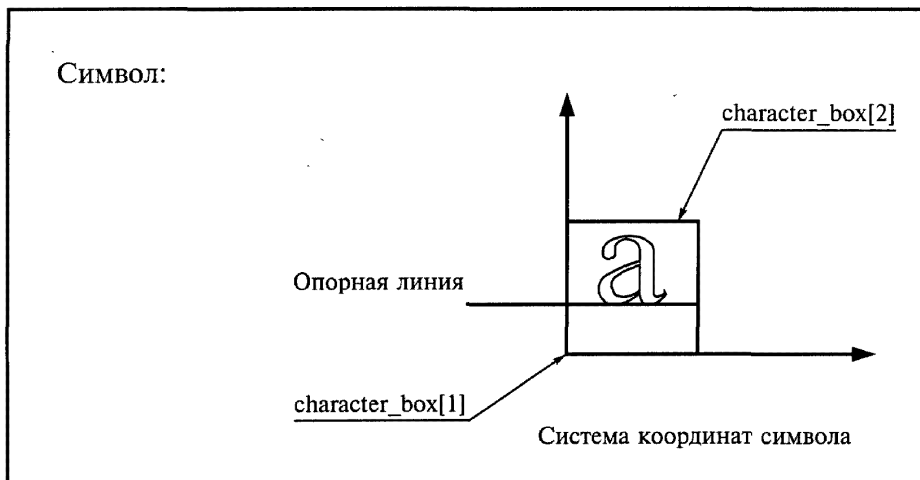 Символ:
character_box[2]
a
Опорная линия
character_box[1]
Система координат символа